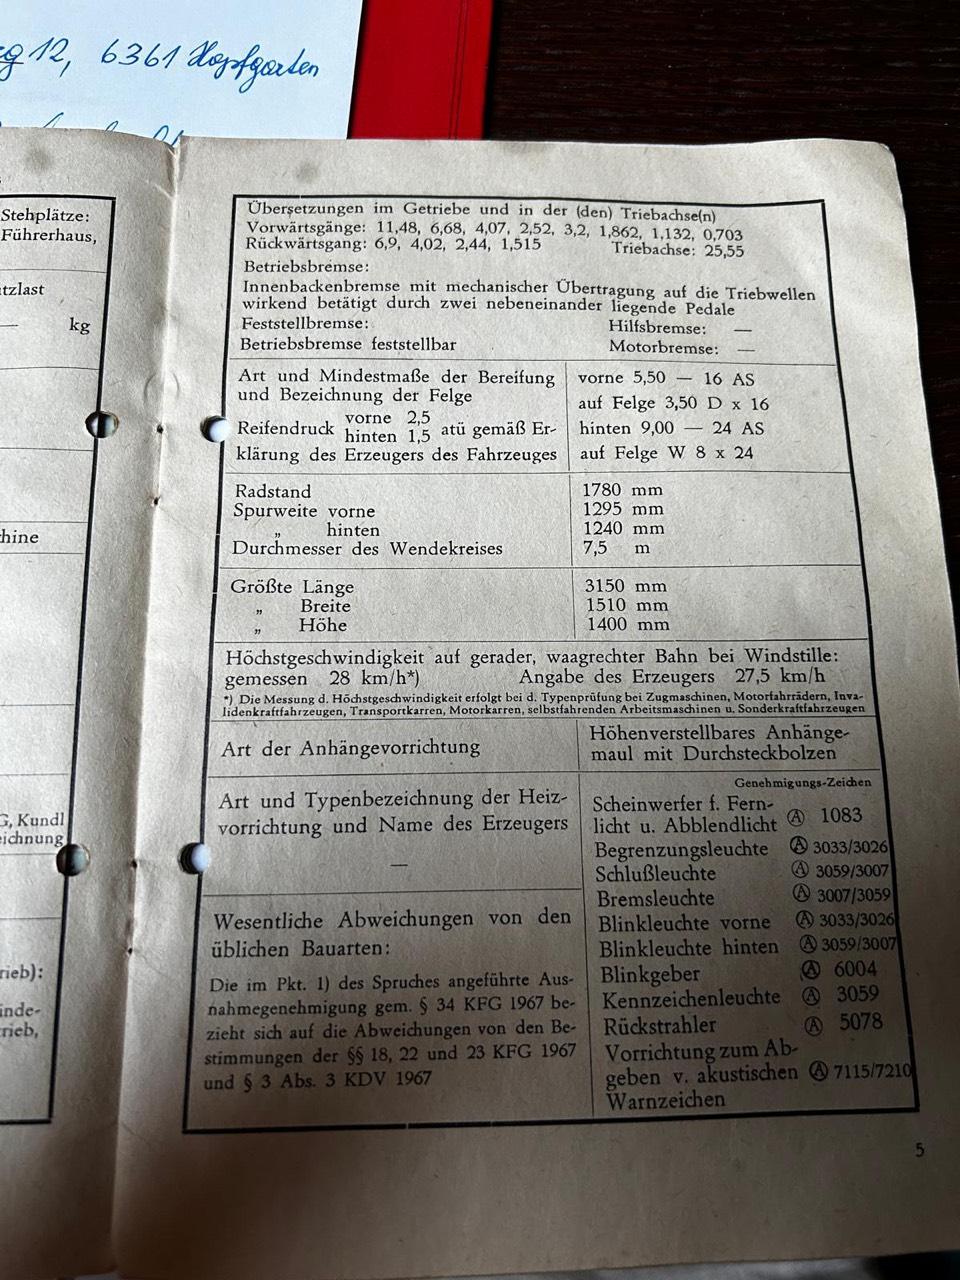 12, 6361 Hopfgarten
Stehplätze:
Führerhaus,
kg
G, Kundl
Übersetzungen im Getriebe und in der (den) Triebachse(n)
Vorwärtsgänge: 11,48, 6,68, 4,07, 2,52, 3,2, 1,862, 1,132, 0,703
Rückwärtsgang: 6,9, 4,02, 2,44, 1,515 Triebachse: 25,55
Betriebsbremse:
Innenbackenbremse mit mechanischer Übertragung auf die Triebwellen
wirkend betätigt durch zwei nebeneinander liegende Pedale
Feststellbremse: Hilfsbremse: —
Betriebsbremse feststellbar Motorbremse: —
Art und Mindestmaße der Bereifung
und Bezeichnung der Felge
Reifendruck vorne 2,5
hinten 1,5 atü gemäß Er-
klärung des Erzeugers des Fahrzeuges
vorne 5,50 — 16 AS
auf Felge 3,50 D x 16
hinten 9,00 — 24 AS
auf Felge W 8 x 24
Radstand 1780 mm
Spurweite vorne 1295 mm
„ hinten 1240 mm
Durchmesser des Wendekreises 7,5 m
Größte Länge 3150 mm
„ Breite 1510 mm
„ Höhe 1400 mm
Höchstgeschwindigkeit auf gerader, waagrechter Bahn bei Windstille:
gemessen 28 km/h*) Angabe des Erzeugers 27,5 km/h
*) Die Messung d. Höchstgeschwindigkeit erfolgt bei d. Typenprüfung bei Zugmaschinen, Motorfahrrädern, Inva-
lidenkraftfahrzeugen, Transportkarren, Motorkarren, selbstfahrenden Arbeitsmaschinen u. Sonderkraftfahrzeugen
Art der Anhängevorrichtung
Höhenverstellbares Anhänge-
maul mit Durchsteckbolzen
Art und Typenbezeichnung der Heiz-
vorrichtung und Name des Erzeugers
—
Wesentliche Abweichungen von den
üblichen Bauarten:
Die im Pkt. 1) des Spruches angeführte Aus-
nahmegenehmigung gem. § 34 KFG 1967 be-
zieht sich auf die Abweichungen von den Be-
stimmungen der §§ 18, 22 und 23 KFG 1967
und § 3 Abs. 3 KDV 1967
Genehmigungs-Zeichen
Scheinwerfer f. Fern-
licht u. Abblendlicht Ⓐ 1083
Begrenzungsleuchte Ⓐ 3033/3026
Schlußleuchte Ⓐ 3059/3007
Bremsleuchte Ⓐ 3007/3059
Blinkleuchte vorne Ⓐ 3033/3026
Blinkleuchte hinten Ⓐ 3059/3007
Blinkgeber Ⓐ 6004
Kennzeichenleuchte Ⓐ 3059
Rückstrahler Ⓐ 5078
Vorrichtung zum Ab-
geben v. akustischen Ⓐ 7115/7210
Warnzeichen
5